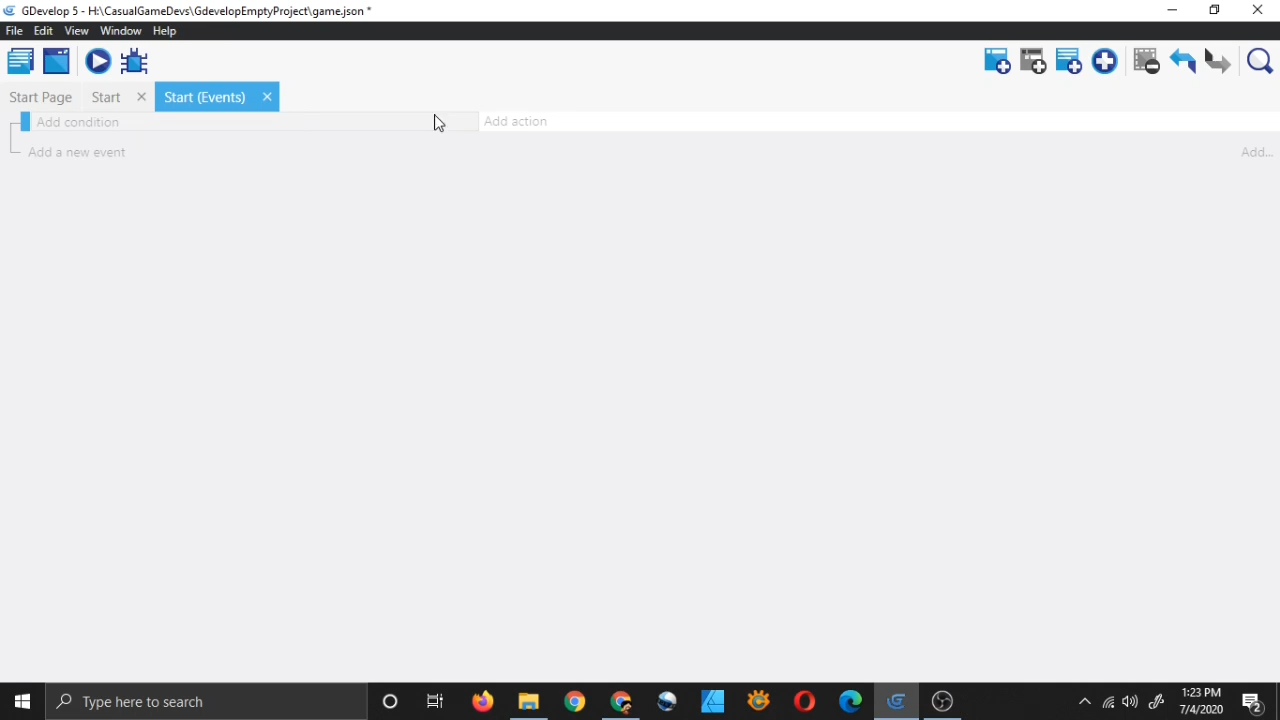 GDevelop 5 - H:\CasualGameDevs\GdevelopEmptyProject\game.json *
File Edit View Window Help
Start Page Start × Start (Events) ×
Add condition Add action
Add a new event Add...
Type here to search
1:23 PM
7/4/2020
2